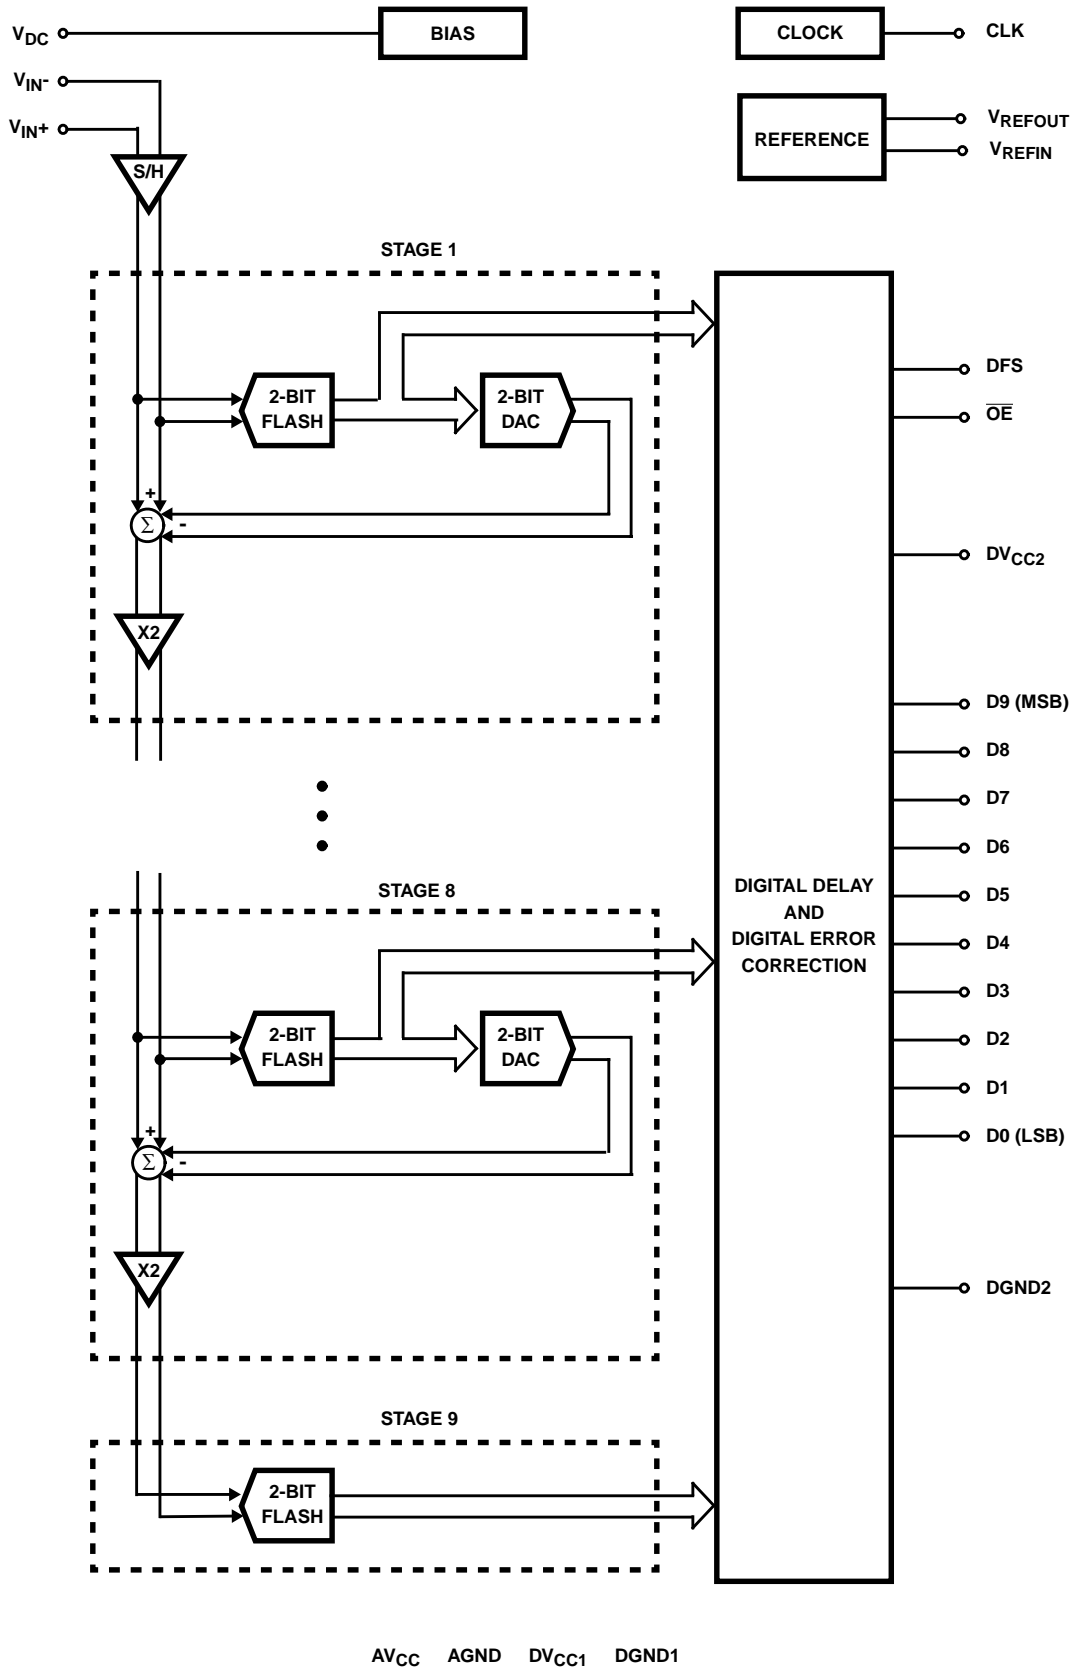 VDC
BIAS
CLOCK
CLK
VIN-
VIN+
S/H
REFERENCE
VREFOUT
VREFIN
STAGE 1
2-BIT
FLASH
2-BIT
DAC
+
Σ
-
X2
STAGE 8
2-BIT
FLASH
2-BIT
DAC
+
Σ
-
X2
STAGE 9
2-BIT
FLASH
DIGITAL DELAY
AND
DIGITAL ERROR
CORRECTION
DFS
O̅E̅
DVCC2
D9 (MSB)
D8
D7
D6
D5
D4
D3
D2
D1
D0 (LSB)
DGND2
AVCC AGND DVCC1 DGND1